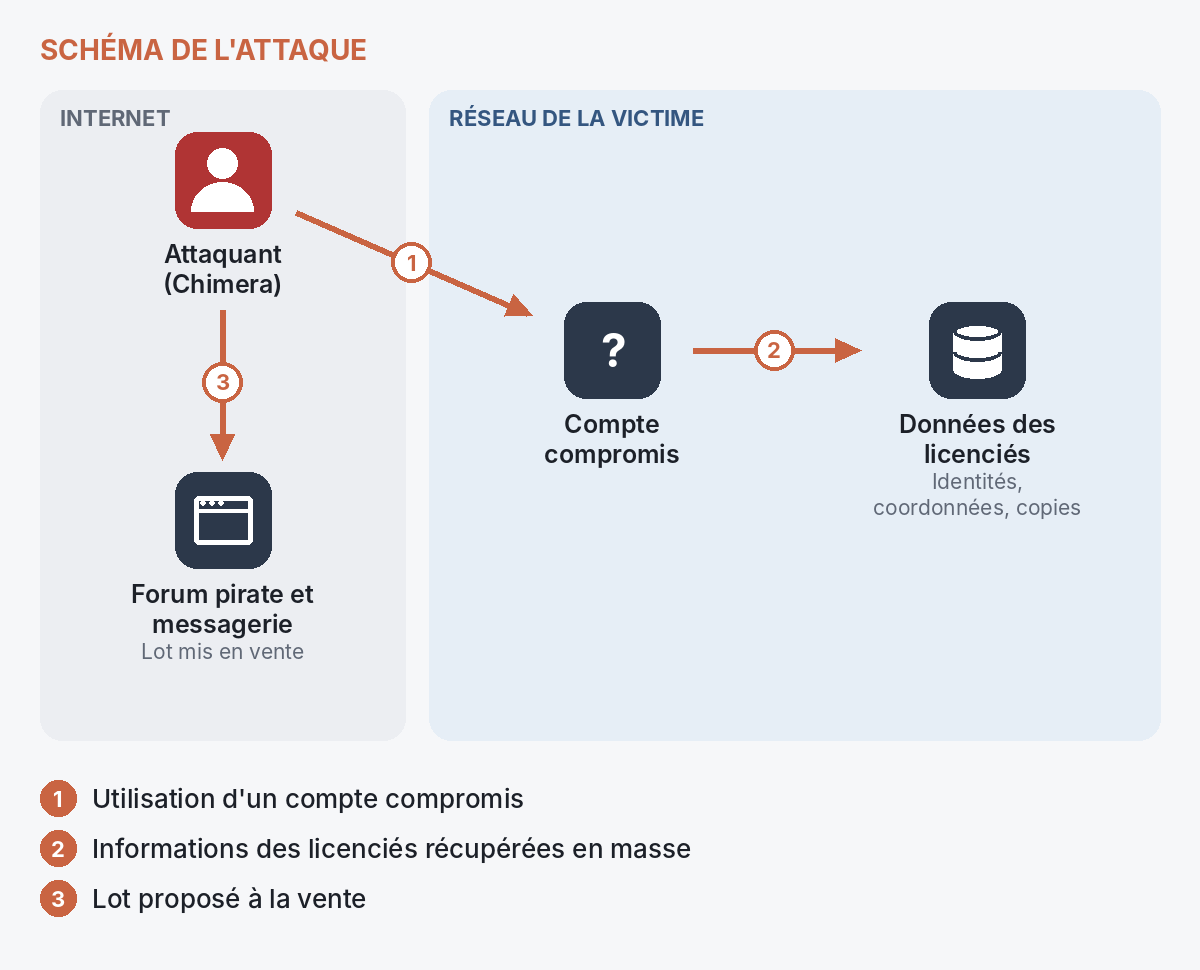 SCHÉMA DE L'ATTAQUE
INTERNET
RÉSEAU DE LA VICTIME
Attaquant
(Chimera)
1
?
2
Compte
compromis
Données des
licenciés
Identités,
coordonnées, copies
3
Forum pirate et
messagerie
Lot mis en vente
1 Utilisation d'un compte compromis
2 Informations des licenciés récupérées en masse
3 Lot proposé à la vente